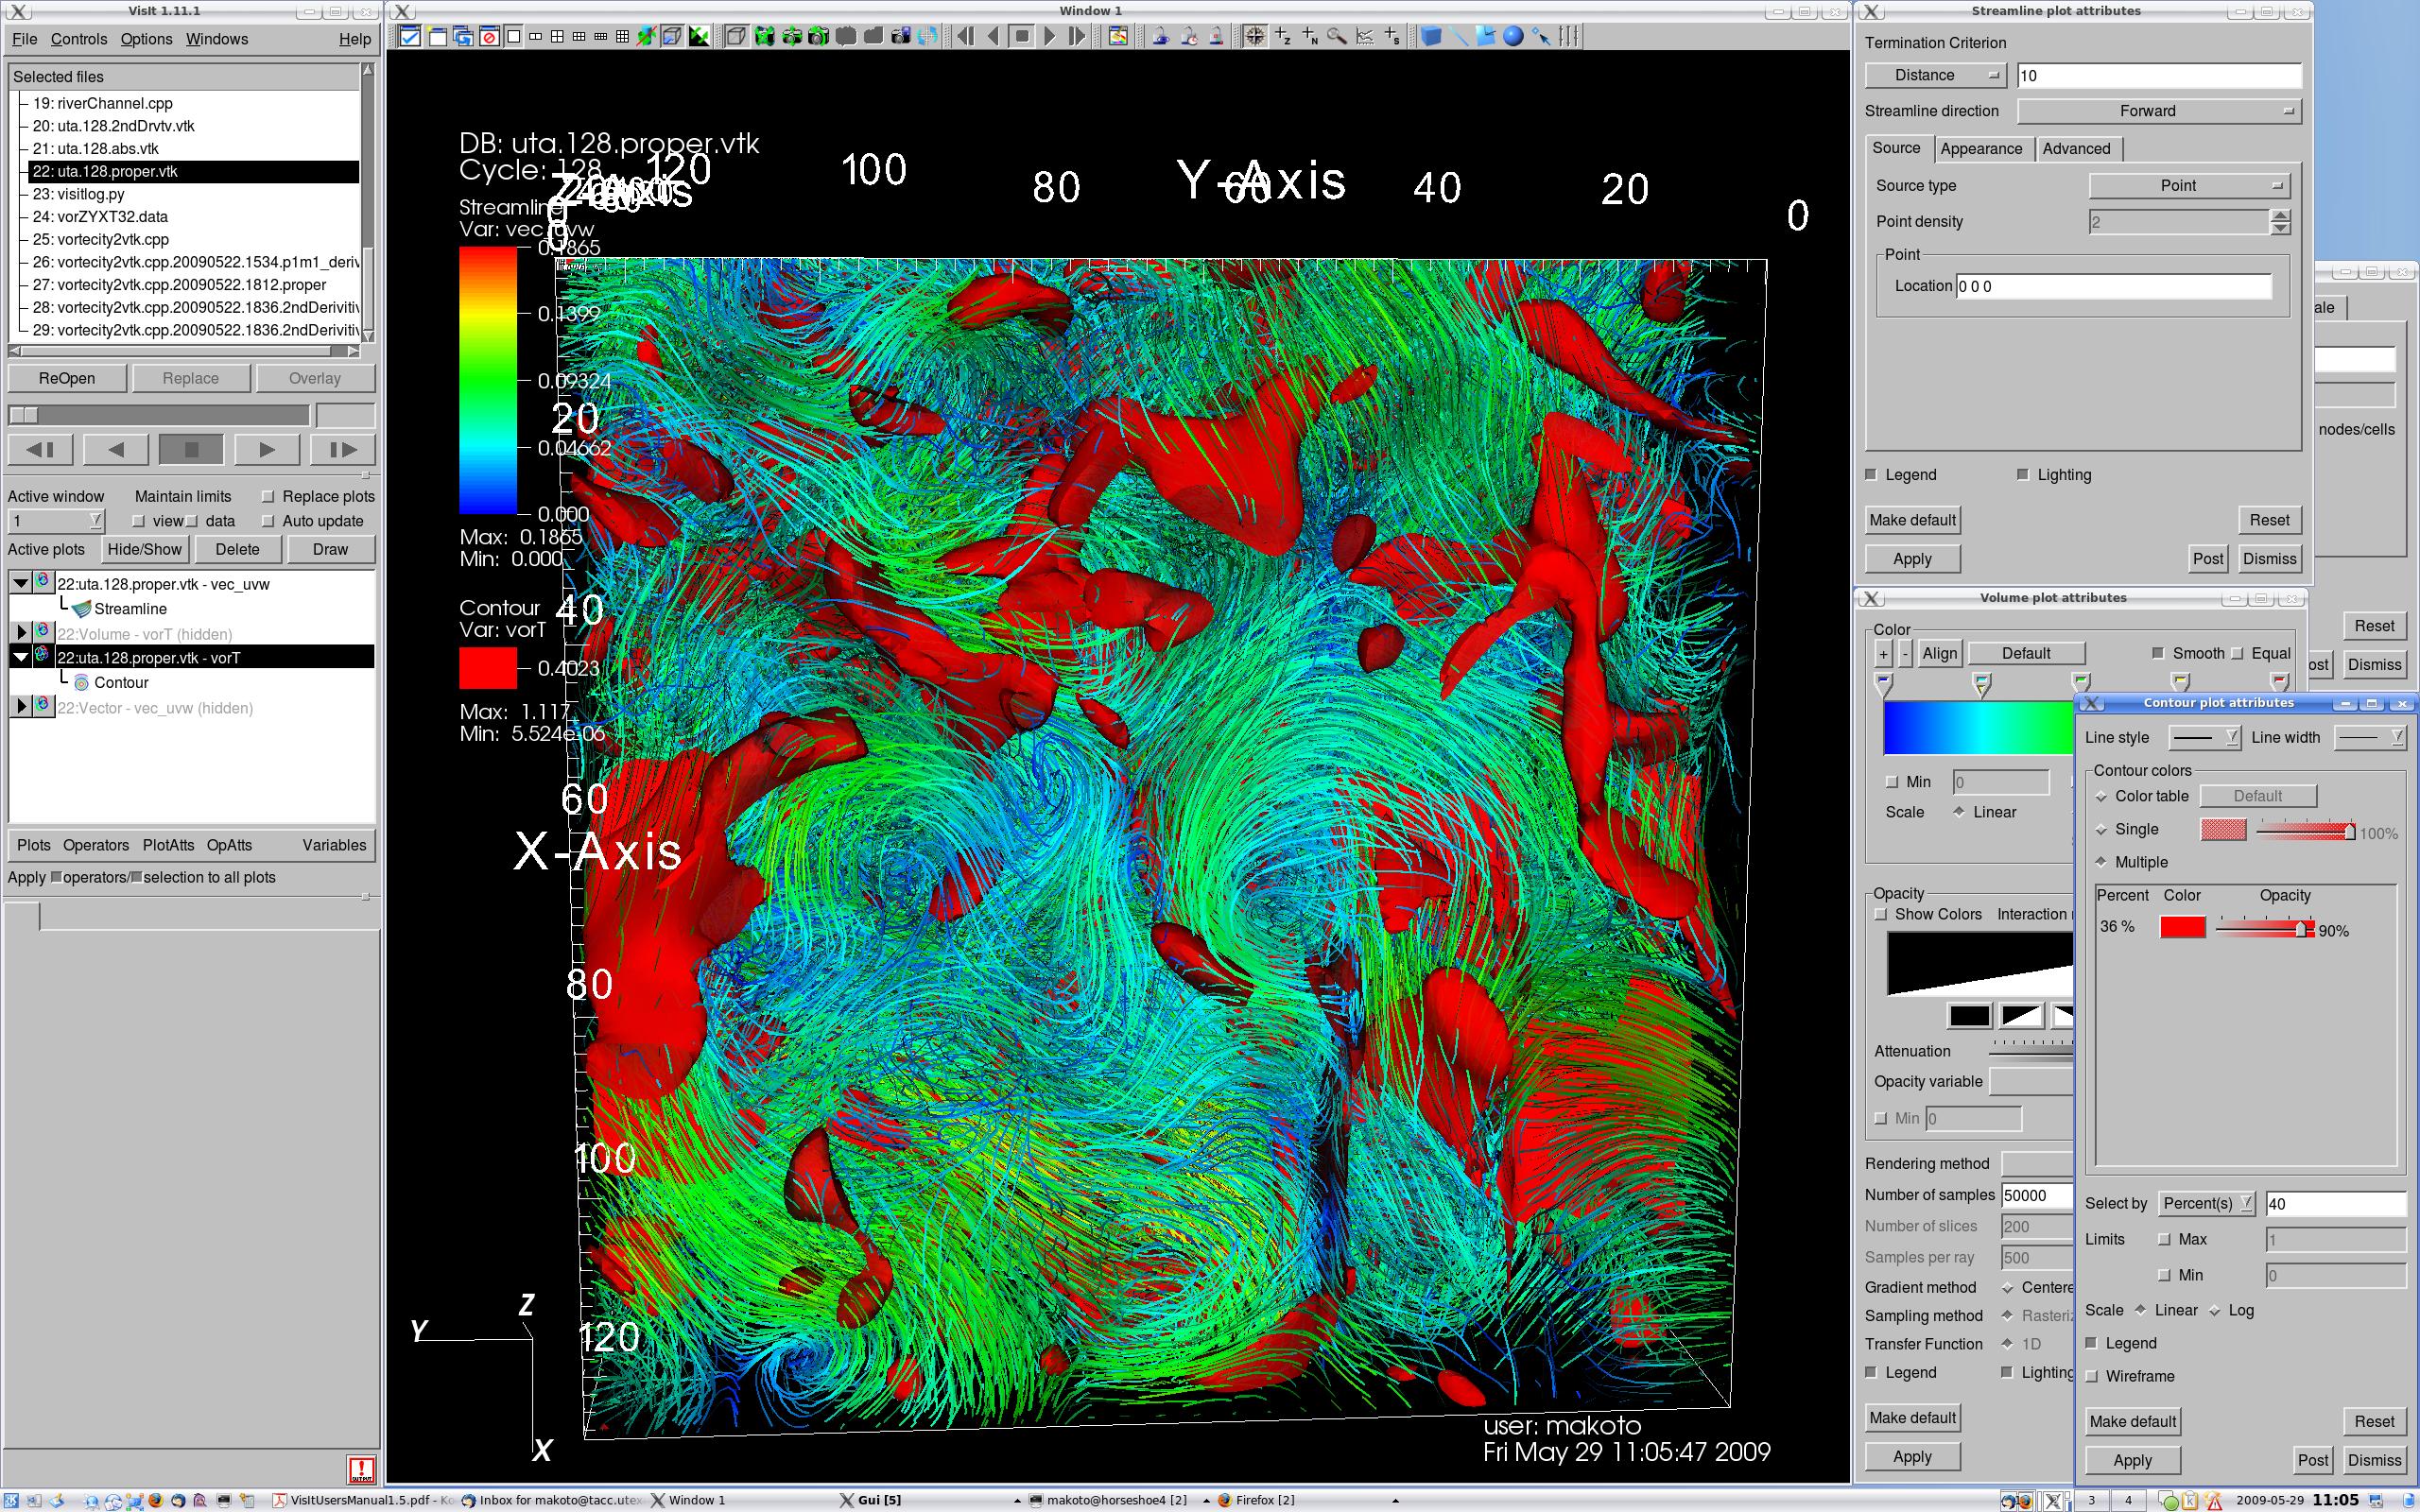 VisIt 1.11.1
File Controls Options Windows Help
Selected files
19: riverChannel.cpp
20: uta.128.2ndDrvtv.vtk
21: uta.128.abs.vtk
22: uta.128.proper.vtk
23: visitlog.py
24: vorZYXT32.data
25: vortecity2vtk.cpp
26: vortecity2vtk.cpp.20090522.1534.p1m1_deriv
27: vortecity2vtk.cpp.20090522.1812.proper
28: vortecity2vtk.cpp.20090522.1836.2ndDerivitiv
29: vortecity2vtk.cpp.20090522.1836.2ndDerivitiv
ReOpen Replace Overlay
Active window Maintain limits Replace plots
1 view data Auto update
Active plots Hide/Show Delete Draw
22:uta.128.proper.vtk - vec_uvw
Streamline
22:Volume - vorT (hidden)
22:uta.128.proper.vtk - vorT
Contour
22:Vector - vec_uvw (hidden)
Plots Operators PlotAtts OpAtts Variables
Apply operators/ selection to all plots
Window 1
DB: uta.128.proper.vtk
Cycle: 128
120 100 80 60 40 20 0
Y-Axis
Streamline
Var: vec_uvw
0.1865
0.1399
0.09324
0.04662
0.000
Max: 0.1865
Min: 0.000
Contour
Var: vorT
0.4023
Max: 1.117
Min: 5.524e-06
0
20
40
60
X-Axis
80
100
120
Z
Y
X
user: makoto
Fri May 29 11:05:47 2009
Streamline plot attributes
Termination Criterion
Distance 10
Streamline direction Forward
Source Appearance Advanced
Source type Point
Point density 2
Point
Location 0 0 0
Legend Lighting
Make default Reset
Apply Post Dismiss
ale
nodes/cells
Reset
ost Dismiss
Volume plot attributes
Color
+ - Align Default Smooth Equal
Min 0
Scale Linear
Opacity
Show Colors Interaction
Attenuation
Opacity variable
Min 0
Rendering method
Number of samples 50000
Number of slices 200
Samples per ray 500
Gradient method Centere
Sampling method Rasteriz
Transfer Function 1D
Legend Lighting
Make default
Apply
Contour plot attributes
Line style Line width
Contour colors
Color table Default
Single 100%
Multiple
Percent Color Opacity
36 % 90%
Select by Percent(s) 40
Limits Max 1
Min 0
Scale Linear Log
Legend
Wireframe
Make default Reset
Apply Post Dismiss
VisItUsersManual1.5.pdf - Ko
Inbox for makoto@tacc.utex
Window 1
Gui [5]
makoto@horseshoe4 [2]
Firefox [2]
3 4
2009-05-29 11:05